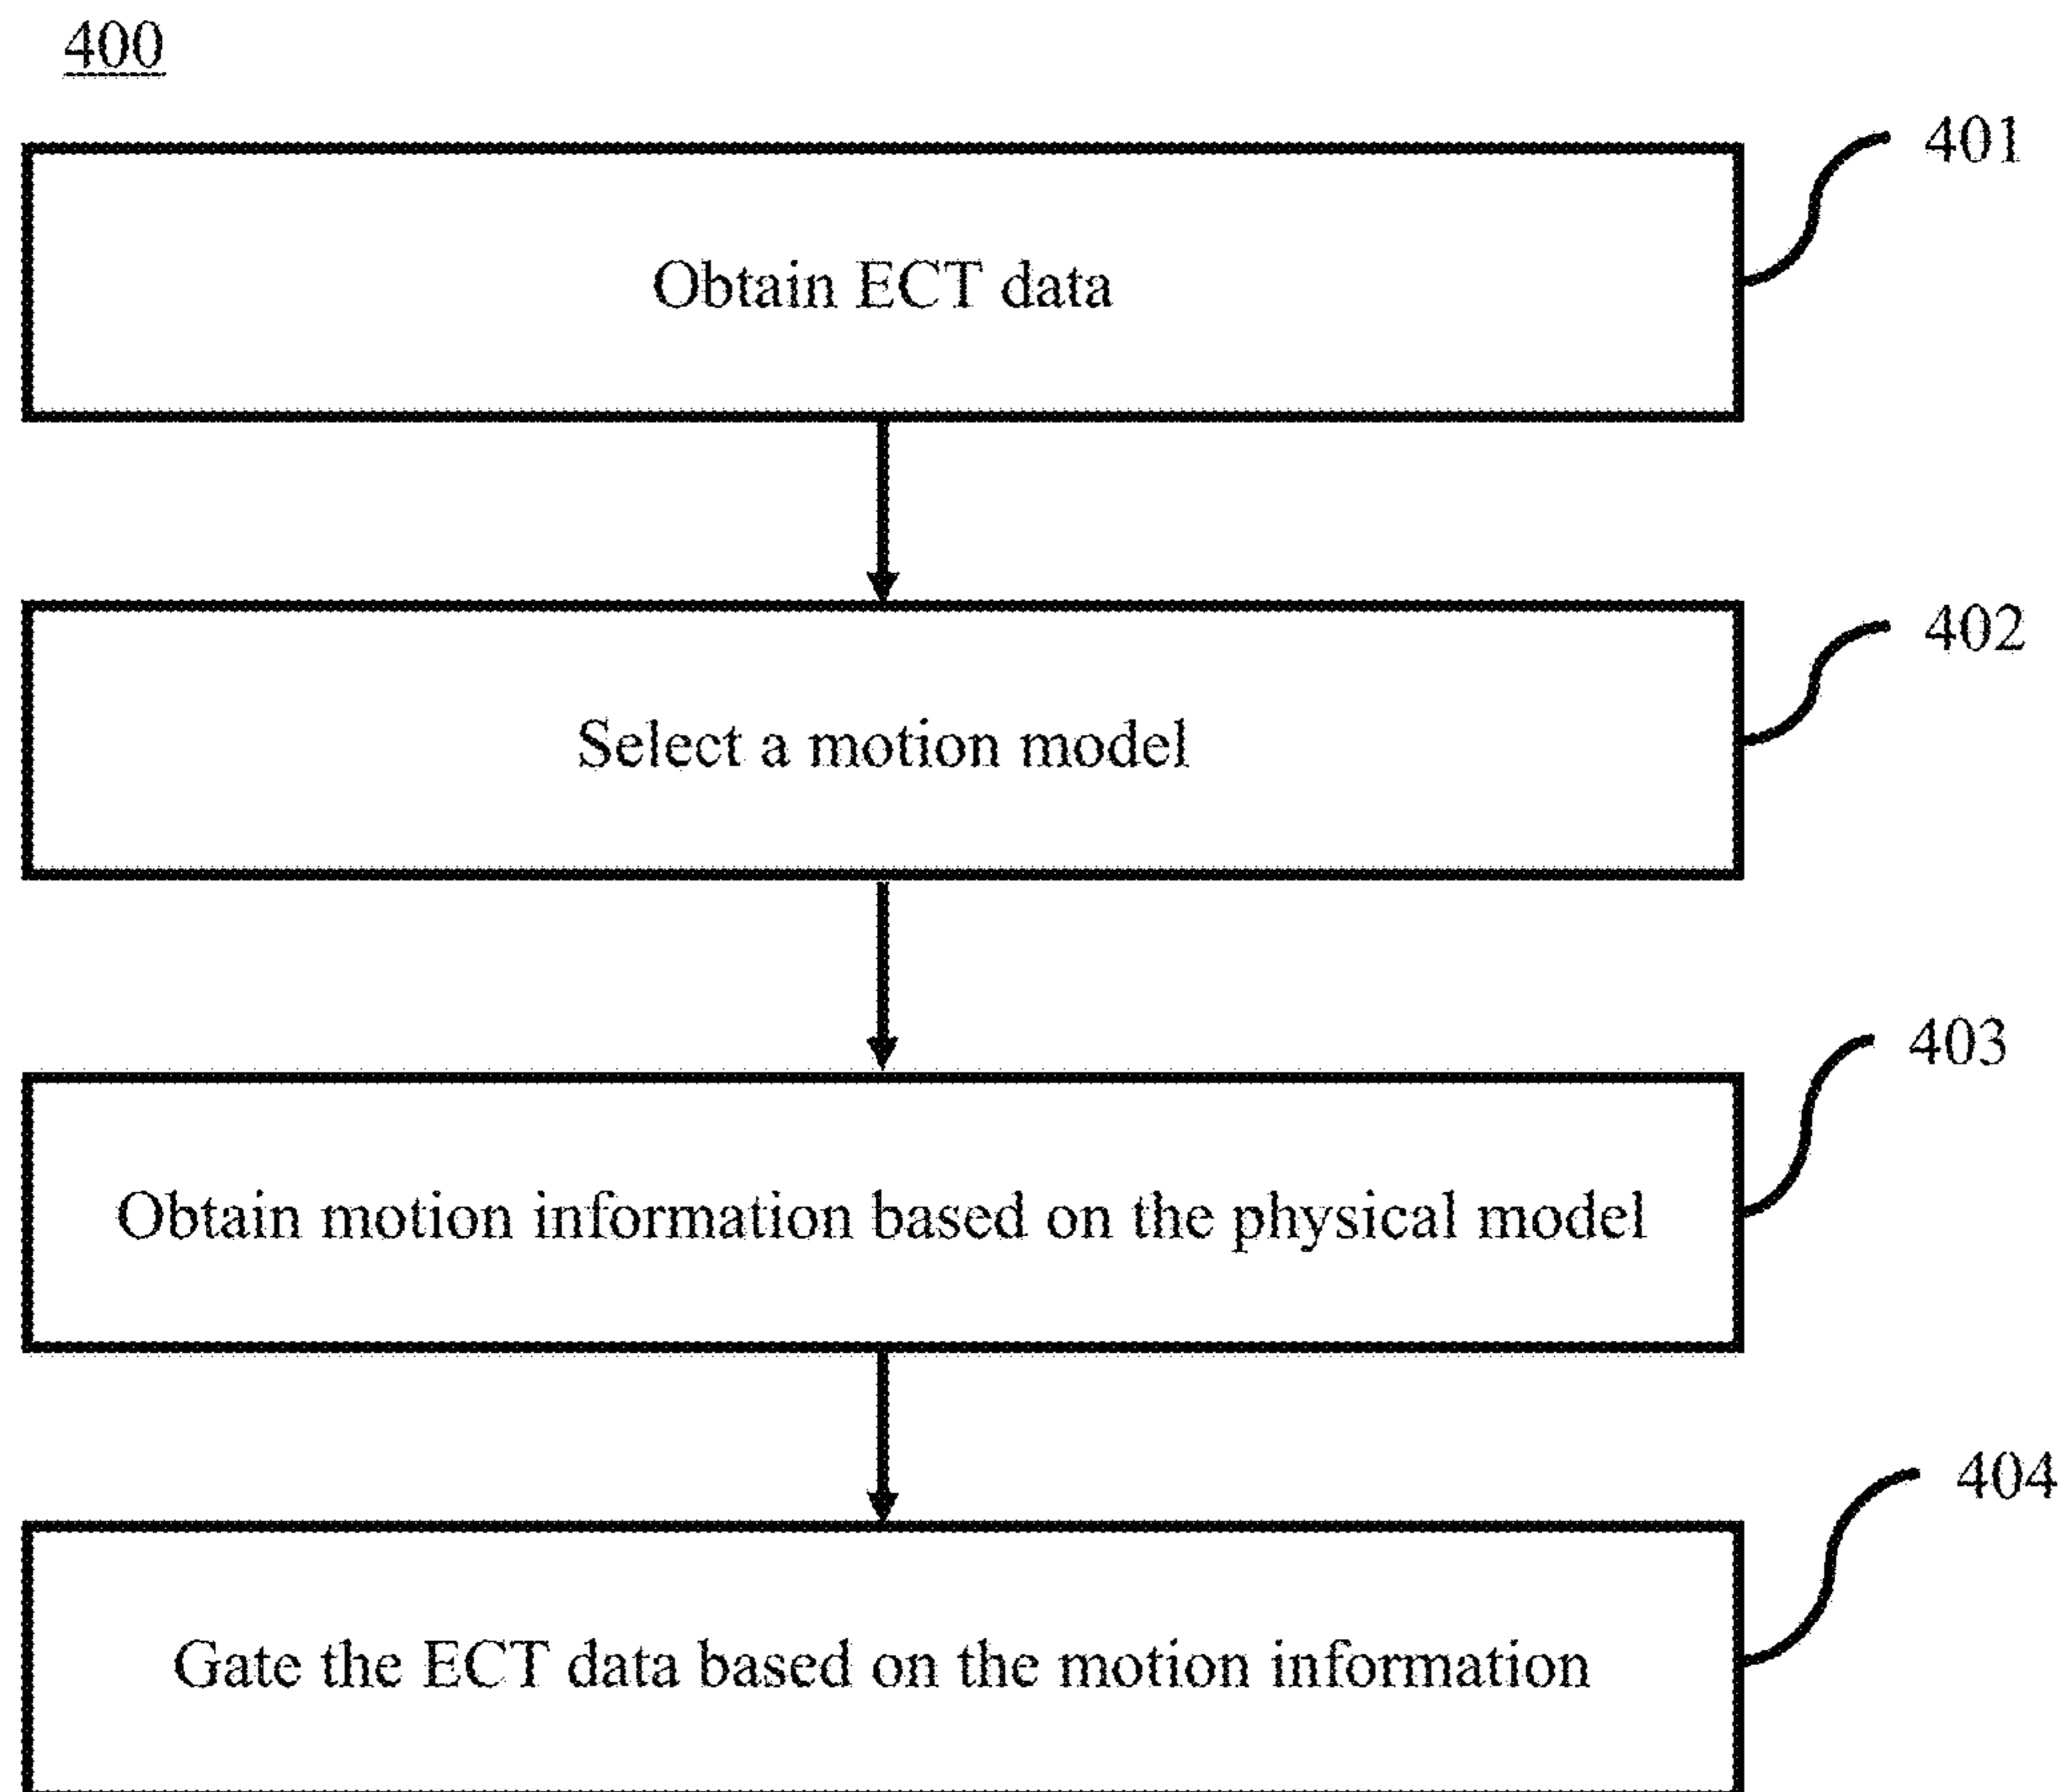 400
401
Obtain ECT data
402
Select a motion model
403
Obtain motion information based on the physical model
404
Gate the ECT data based on the motion information